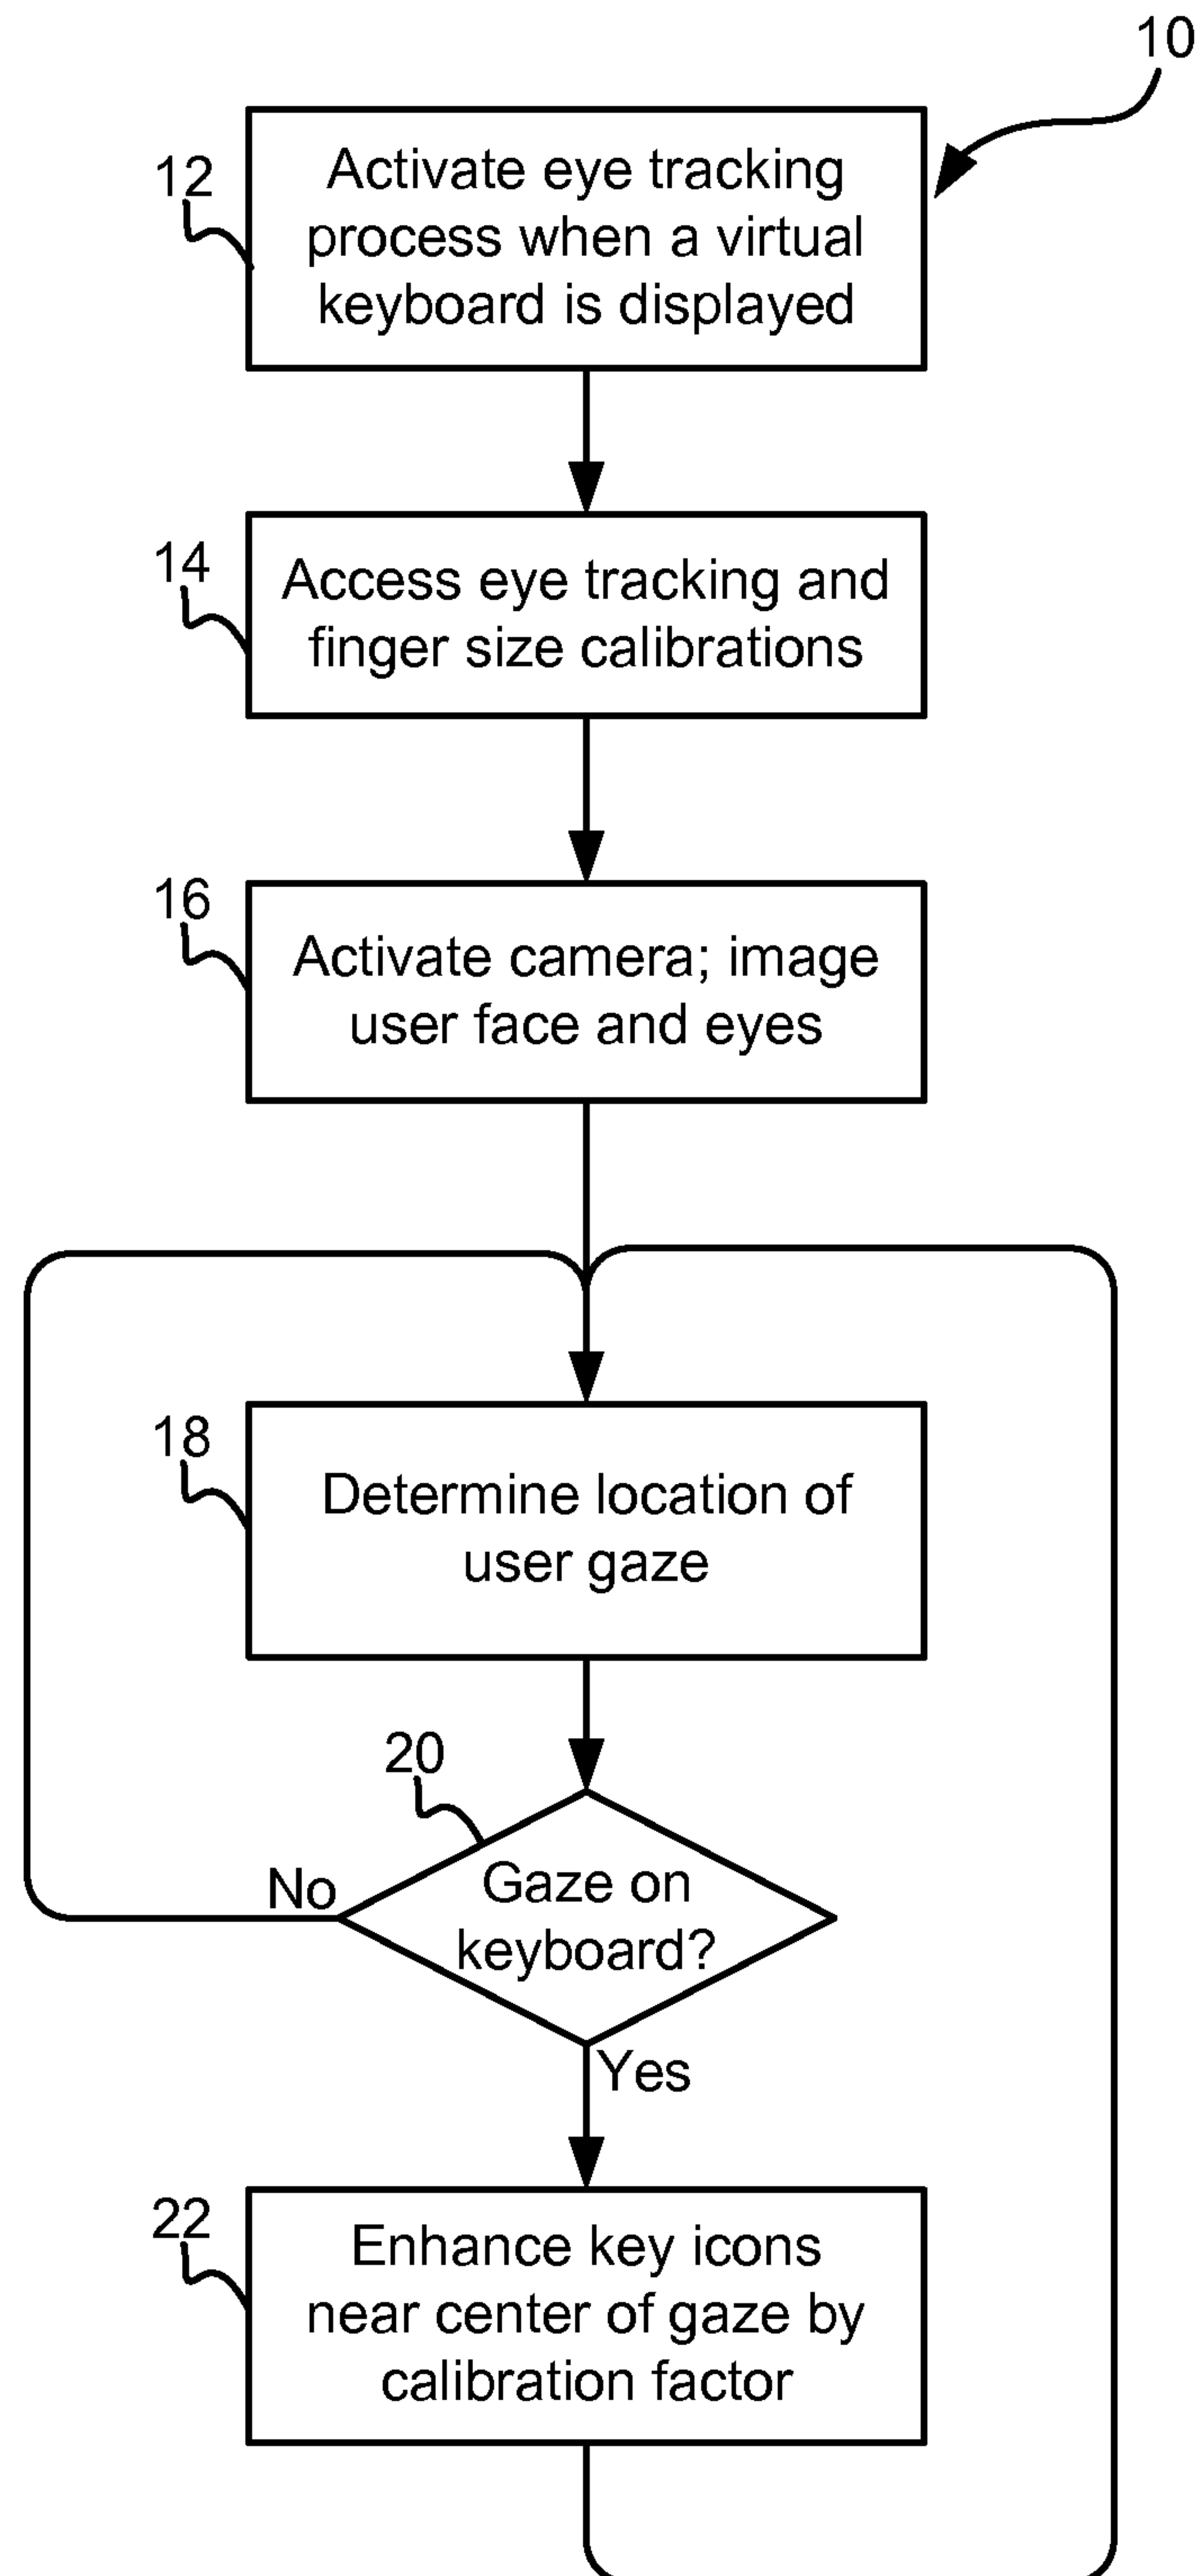 10
12
Activate eye tracking
process when a virtual
keyboard is displayed
14
Access eye tracking and
finger size calibrations
16
Activate camera; image
user face and eyes
18
Determine location of
user gaze
20
Gaze on
keyboard?
No
Yes
22
Enhance key icons
near center of gaze by
calibration factor